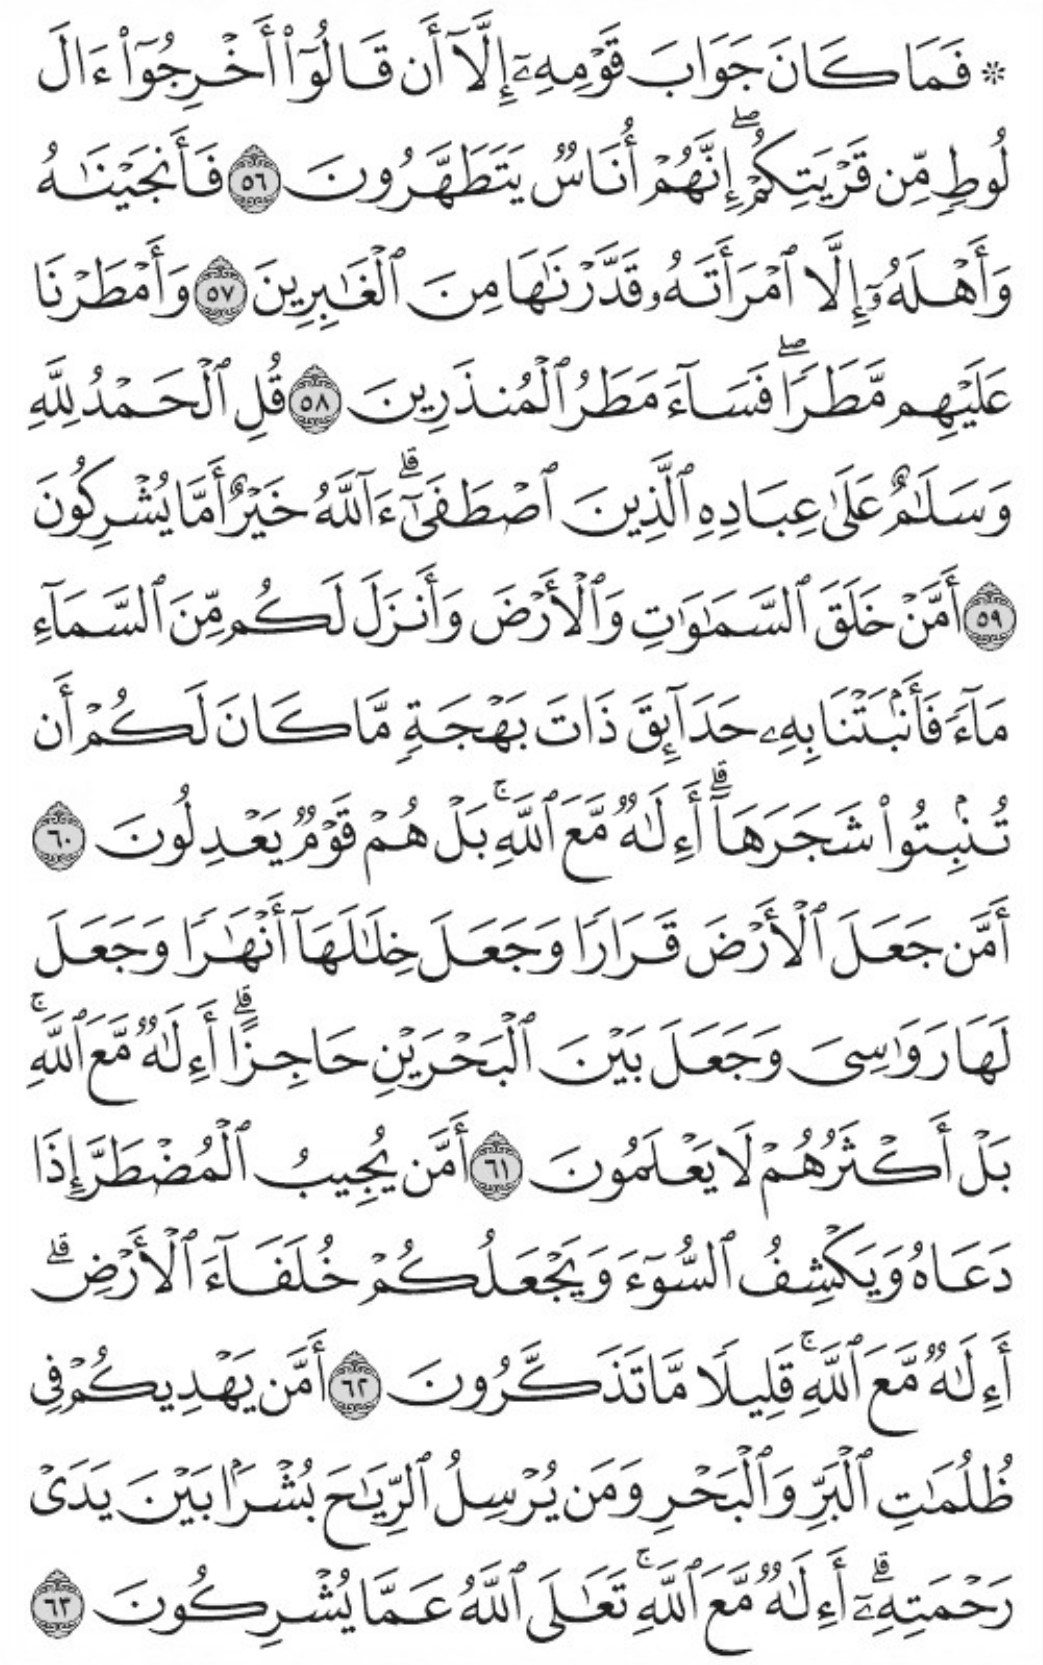 * فَمَا كَانَ جَوَابَ قَوْمِهِۦٓ إِلَّآ أَن قَالُوٓا۟ أَخْرِجُوٓا۟ ءَالَ
لُوطٍ مِّن قَرْيَتِكُمْ ۖ إِنَّهُمْ أُنَاسٌ يَتَطَهَّرُونَ ٥٦ فَأَنجَيْنَٰهُ
وَأَهْلَهُۥٓ إِلَّا ٱمْرَأَتَهُۥ قَدَّرْنَٰهَا مِنَ ٱلْغَٰبِرِينَ ٥٧ وَأَمْطَرْنَا
عَلَيْهِم مَّطَرًا ۖ فَسَآءَ مَطَرُ ٱلْمُنذَرِينَ ٥٨ قُلِ ٱلْحَمْدُ لِلَّهِ
وَسَلَٰمٌ عَلَىٰ عِبَادِهِ ٱلَّذِينَ ٱصْطَفَىٰٓ ۗ ءَآللَّهُ خَيْرٌ أَمَّا يُشْرِكُونَ
٥٩ أَمَّنْ خَلَقَ ٱلسَّمَٰوَٰتِ وَٱلْأَرْضَ وَأَنزَلَ لَكُم مِّنَ ٱلسَّمَآءِ
مَآءً فَأَنۢبَتْنَا بِهِۦ حَدَآئِقَ ذَاتَ بَهْجَةٍ مَّا كَانَ لَكُمْ أَن
تُنۢبِتُوا۟ شَجَرَهَآ ۗ أَءِلَٰهٌ مَّعَ ٱللَّهِ ۚ بَلْ هُمْ قَوْمٌ يَعْدِلُونَ ٦٠
أَمَّن جَعَلَ ٱلْأَرْضَ قَرَارًا وَجَعَلَ خِلَٰلَهَآ أَنْهَٰرًا وَجَعَلَ
لَهَا رَوَٰسِىَ وَجَعَلَ بَيْنَ ٱلْبَحْرَيْنِ حَاجِزًا ۗ أَءِلَٰهٌ مَّعَ ٱللَّهِ ۚ
بَلْ أَكْثَرُهُمْ لَا يَعْلَمُونَ ٦١ أَمَّن يُجِيبُ ٱلْمُضْطَرَّ إِذَا
دَعَاهُ وَيَكْشِفُ ٱلسُّوٓءَ وَيَجْعَلُكُمْ خُلَفَآءَ ٱلْأَرْضِ ۗ
أَءِلَٰهٌ مَّعَ ٱللَّهِ ۚ قَلِيلًا مَّا تَذَكَّرُونَ ٦٢ أَمَّن يَهْدِيكُمْ فِى
ظُلُمَٰتِ ٱلْبَرِّ وَٱلْبَحْرِ وَمَن يُرْسِلُ ٱلرِّيَٰحَ بُشْرًۢا بَيْنَ يَدَىْ
رَحْمَتِهِۦٓ ۗ أَءِلَٰهٌ مَّعَ ٱللَّهِ ۚ تَعَٰلَى ٱللَّهُ عَمَّا يُشْرِكُونَ ٦٣